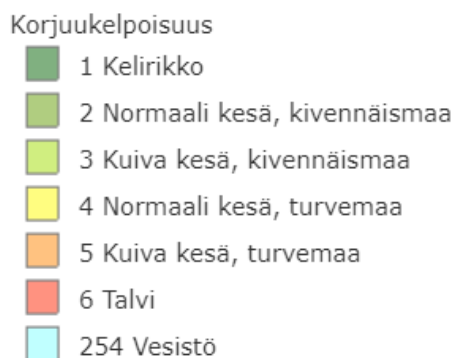 Korjuukelpoisuus
1 Kelirikko
2 Normaali kesä, kivennäismaa
3 Kuiva kesä, kivennäismaa
4 Normaali kesä, turvemaa
5 Kuiva kesä, turvemaa
6 Talvi
254 Vesistö